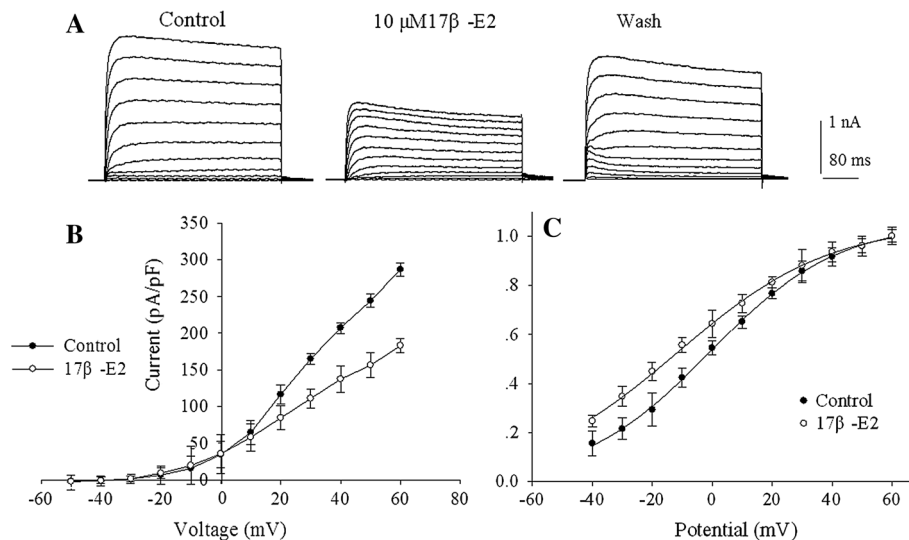 A
Control
10 µM17β -E2
Wash
1 nA
80 ms
B
350
300
250
200
150
100
50
0
-60
-40
-20
0
20
40
60
80
Current (pA/pF)
Voltage (mV)
Control
17β -E2
C
1.0
.8
.6
.4
.2
0.0
-60
-40
-20
0
20
40
60
Potential (mV)
Control
17β -E2